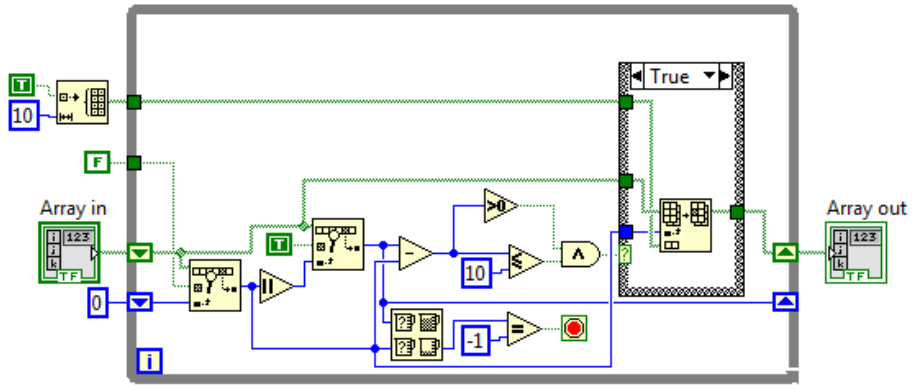 True
T
10
F
Array in
i 123
j
k
TF
0
T
>0
10
≤
∧
-1
=
Array out
i 123
j
k
TF
i